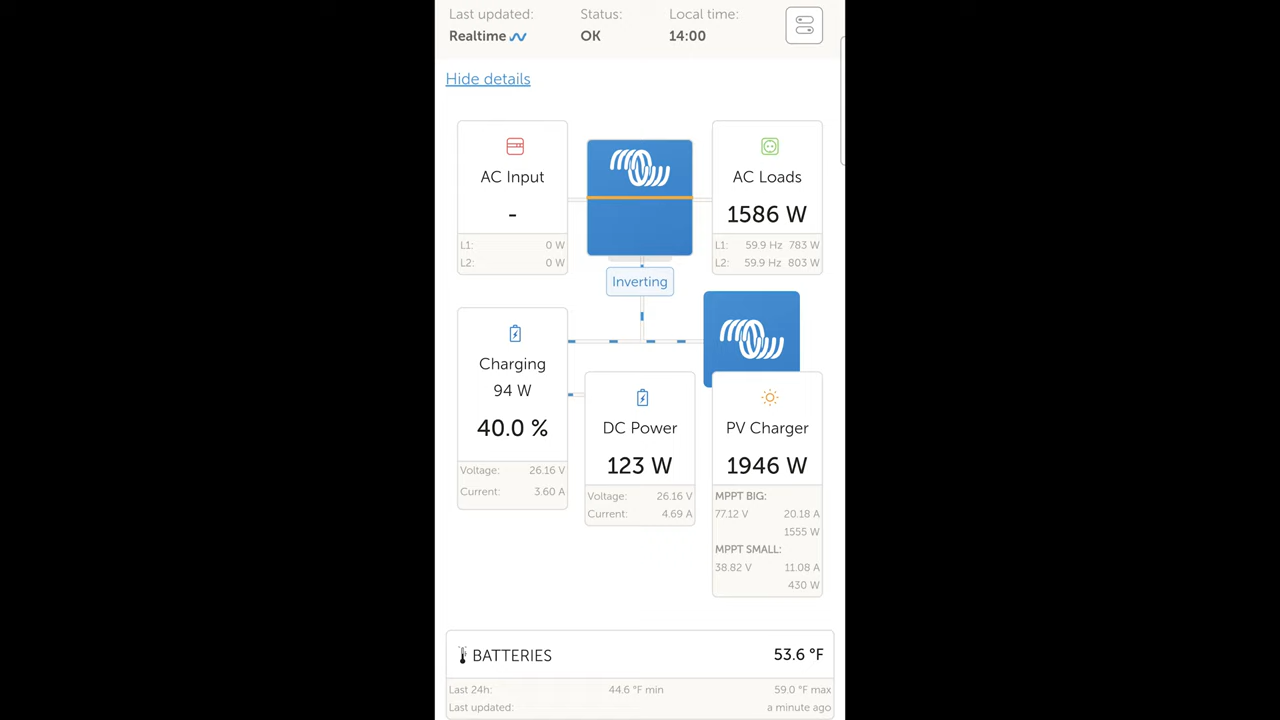 Last updated:
Realtime
Status:
OK
Local time:
14:00
Hide details
AC Input
-
L1: 0 W
L2: 0 W
AC Loads
1586 W
L1: 59.9 Hz 783 W
L2: 59.9 Hz 803 W
Inverting
Charging
94 W
40.0 %
Voltage: 26.16 V
Current: 3.60 A
DC Power
123 W
Voltage: 26.16 V
Current: 4.69 A
PV Charger
1946 W
MPPT BIG:
77.12 V 20.18 A
1555 W
MPPT SMALL:
38.82 V 11.08 A
430 W
BATTERIES 53.6 °F
Last 24h: 44.6 °F min 59.0 °F max
Last updated: a minute ago